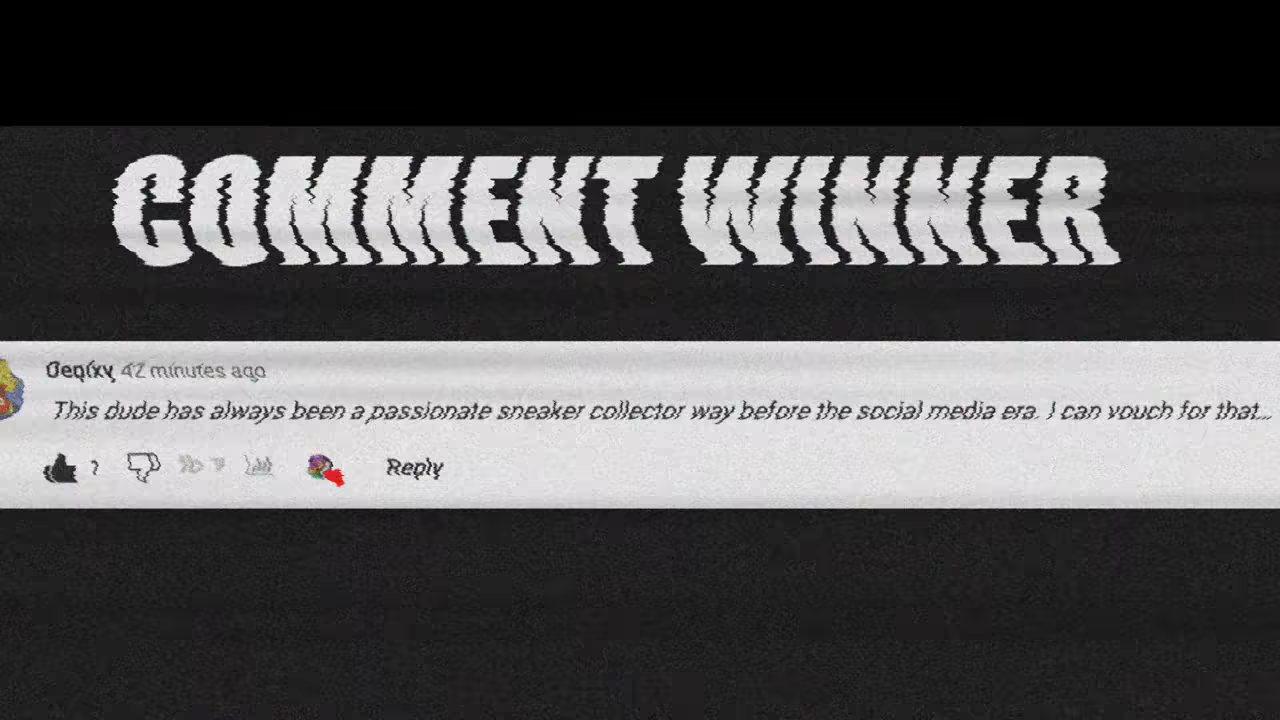 COMMENT WINNER
42 minutes ago
This dude has always been a passionate sneaker collector way before the social media era. I can vouch for that...
Reply